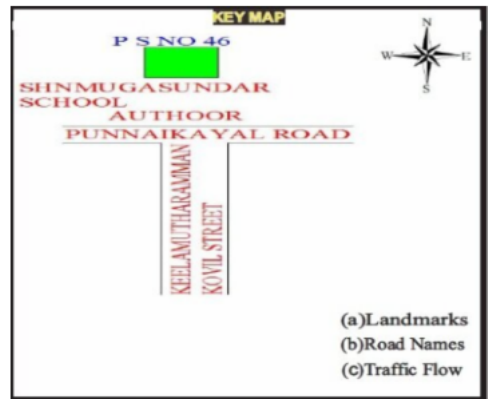 KEY MAP
P S NO 46
N
W
E
S
SHNMUGASUNDAR
SCHOOL
AUTHOOR
PUNNAIKAYAL ROAD
KEELAMUTHARAMMAN
KOVIL STREET
(a)Landmarks
(b)Road Names
(c)Traffic Flow